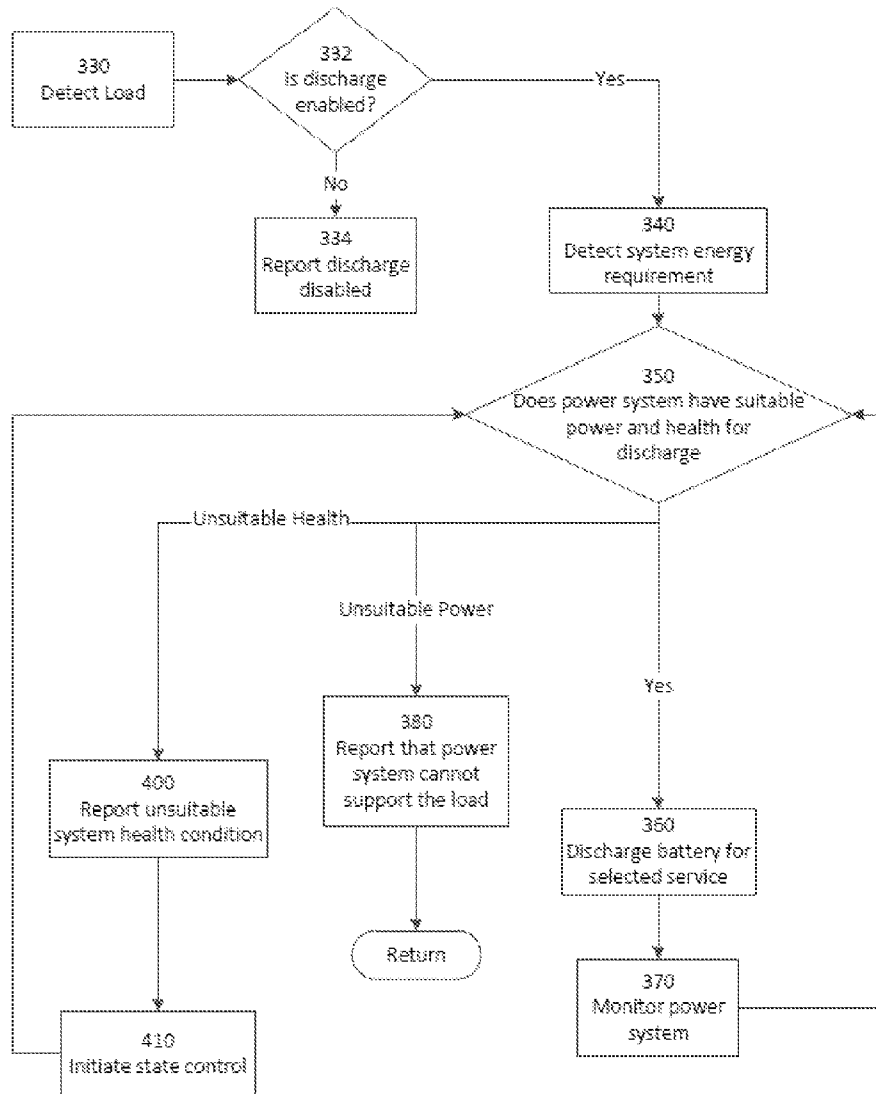 330
Detect Load
332
Is discharge
enabled?
Yes
No
334
Report discharge
disabled
340
Detect system energy
requirement
350
Does power system have suitable
power and health for
discharge
Unsuitable Health
Unsuitable Power
Yes
380
Report that power
system cannot
support the load
400
Report unsuitable
system health condition
360
Discharge battery for
selected service
Return
370
Monitor power
system
410
Initiate state control